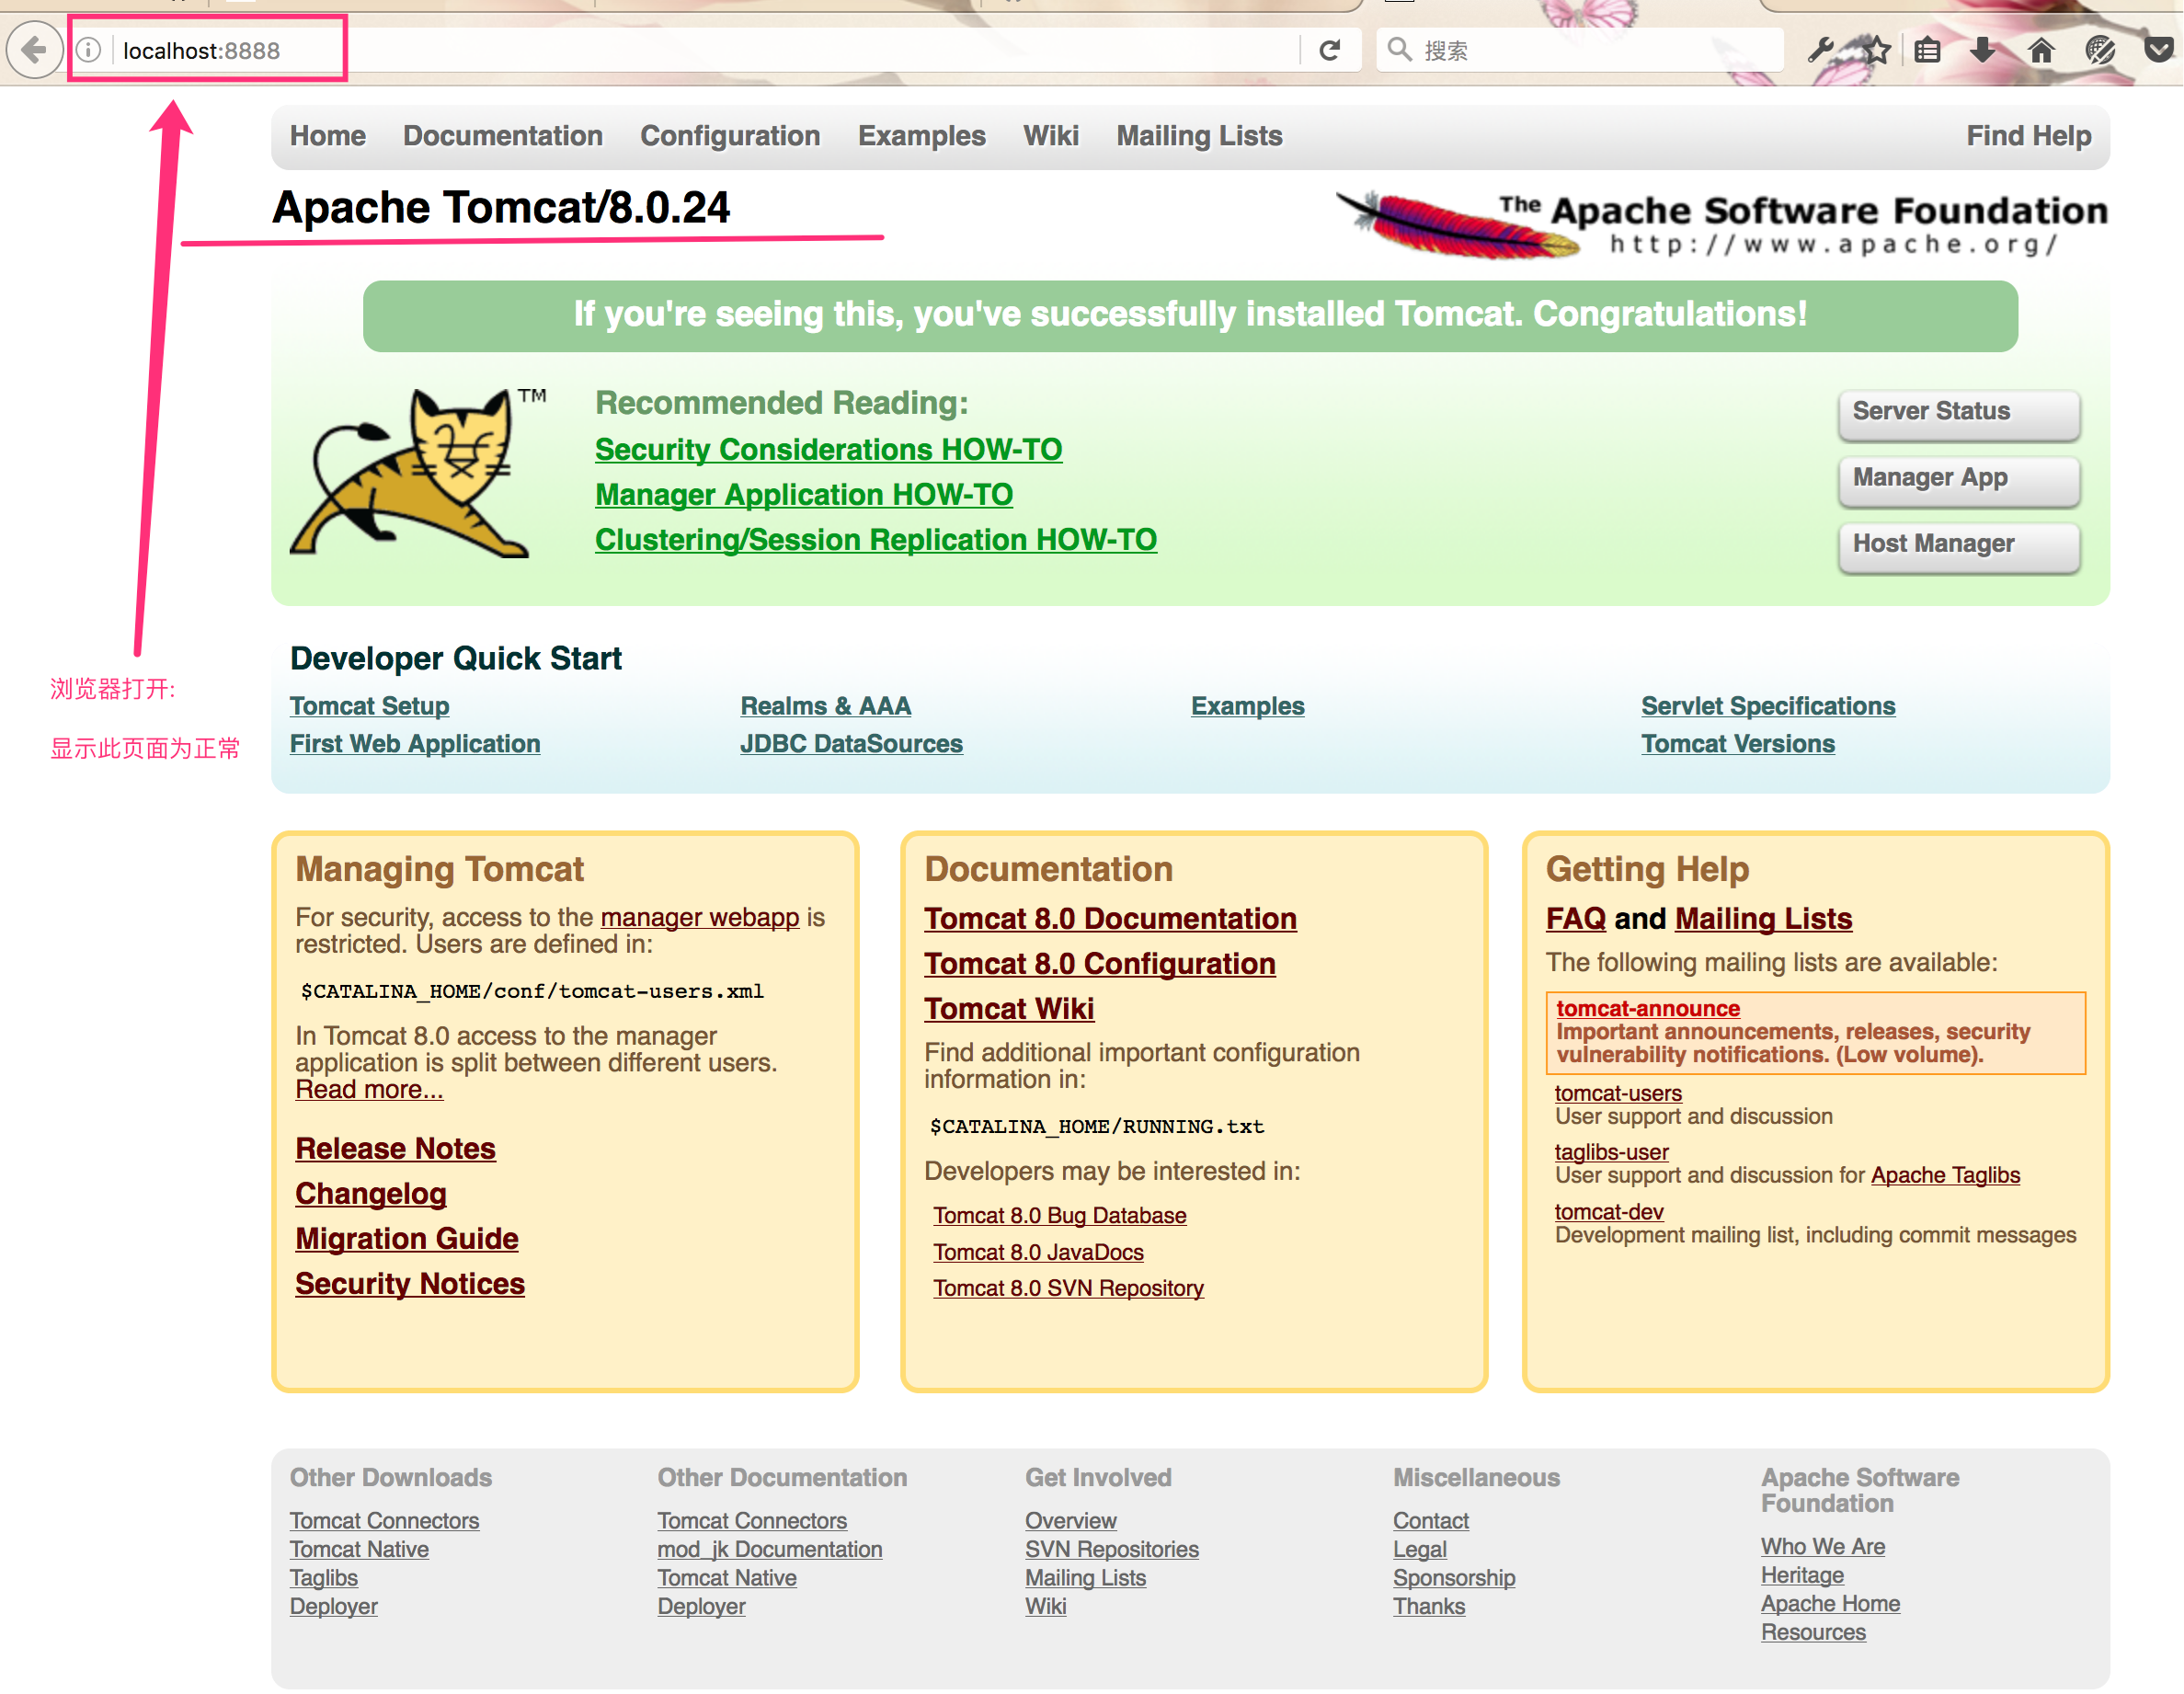 localhost:8888
搜索
Home Documentation Configuration Examples Wiki Mailing Lists Find Help
Apache Tomcat/8.0.24
The Apache Software Foundation
http://www.apache.org/
If you're seeing this, you've successfully installed Tomcat. Congratulations!
TM
Recommended Reading:
Security Considerations HOW-TO
Manager Application HOW-TO
Clustering/Session Replication HOW-TO
Server Status
Manager App
Host Manager
浏览器打开:
显示此页面为正常
Developer Quick Start
Tomcat Setup
First Web Application
Realms & AAA
JDBC DataSources
Examples
Servlet Specifications
Tomcat Versions
Managing Tomcat
For security, access to the manager webapp is
restricted. Users are defined in:
$CATALINA_HOME/conf/tomcat-users.xml
In Tomcat 8.0 access to the manager
application is split between different users.
Read more...
Release Notes
Changelog
Migration Guide
Security Notices
Documentation
Tomcat 8.0 Documentation
Tomcat 8.0 Configuration
Tomcat Wiki
Find additional important configuration
information in:
$CATALINA_HOME/RUNNING.txt
Developers may be interested in:
Tomcat 8.0 Bug Database
Tomcat 8.0 JavaDocs
Tomcat 8.0 SVN Repository
Getting Help
FAQ and Mailing Lists
The following mailing lists are available:
tomcat-announce
Important announcements, releases, security
vulnerability notifications. (Low volume).
tomcat-users
User support and discussion
taglibs-user
User support and discussion for Apache Taglibs
tomcat-dev
Development mailing list, including commit messages
Other Downloads
Tomcat Connectors
Tomcat Native
Taglibs
Deployer
Other Documentation
Tomcat Connectors
mod_jk Documentation
Tomcat Native
Deployer
Get Involved
Overview
SVN Repositories
Mailing Lists
Wiki
Miscellaneous
Contact
Legal
Sponsorship
Thanks
Apache Software
Foundation
Who We Are
Heritage
Apache Home
Resources